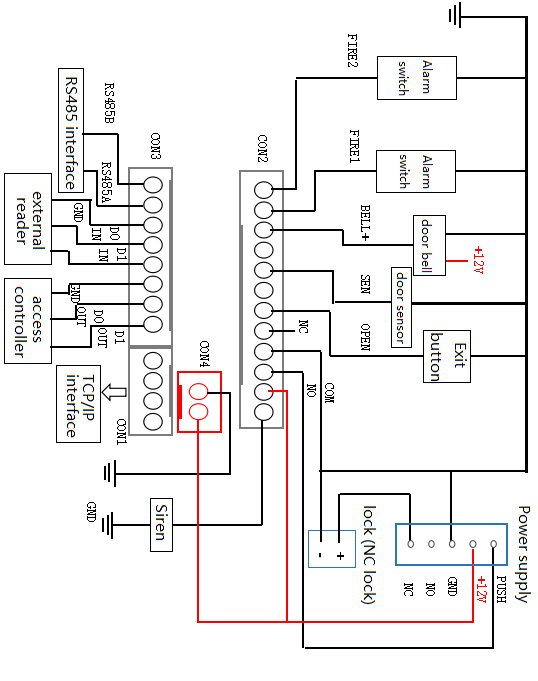 FIRE2
Alarm
switch
FIRE1
Alarm
switch
RS485B
RS485 interface
RS485A
CON3
CON2
BELL+
door bell
+12V
external
reader
GND
D0
IN
D1
IN
SEN
door sensor
access
controller
GND
D0
OUT
D1
OUT
NC
OPEN
Exit
button
CON4
COM
NO
TCP/IP
interface
CON1
GND
Siren
lock (NC lock)
-
+
Power supply
NC
NO
GND
+12V
PUSH